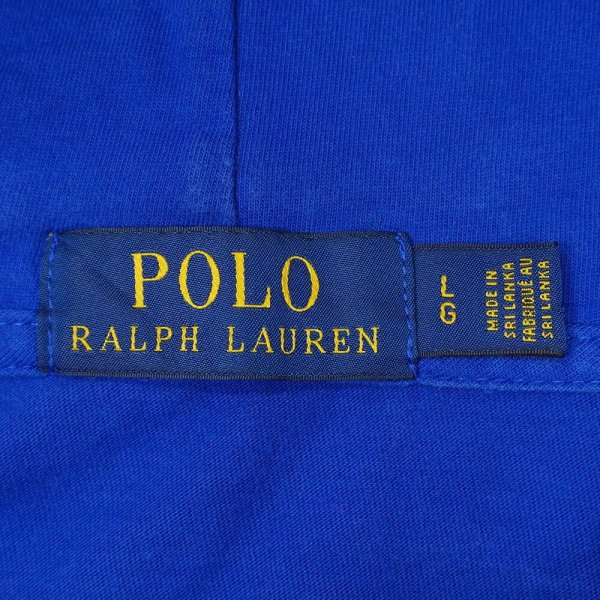 POLO
RALPH LAUREN
L
G
MADE IN
SRI LANKA
FABRIQUÉ AU
SRI LANKA